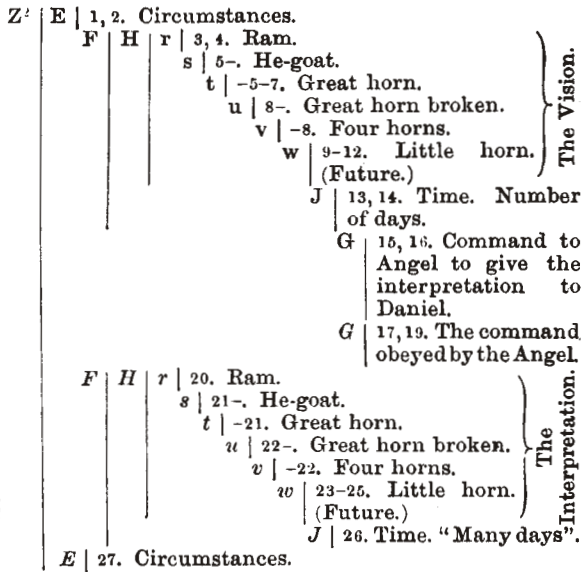 Z² | E | 1, 2. Circumstances.
F | H | r | 3, 4. Ram.
s | 5-. He-goat.
t | -5-7. Great horn.
u | 8-. Great horn broken.
v | -8. Four horns.
w | 9-12. Little horn.
(Future.)
The Vision.
J | 13, 14. Time. Number
of days.
G | 15, 16. Command to
Angel to give the
interpretation to
Daniel.
G | 17, 19. The command
obeyed by the Angel.
F | H | r | 20. Ram.
s | 21-. He-goat.
t | -21. Great horn.
u | 22-. Great horn broken.
v | -22. Four horns.
w | 23-25. Little horn.
(Future.)
The
Interpretation.
J | 26. Time. "Many days".
E | 27. Circumstances.